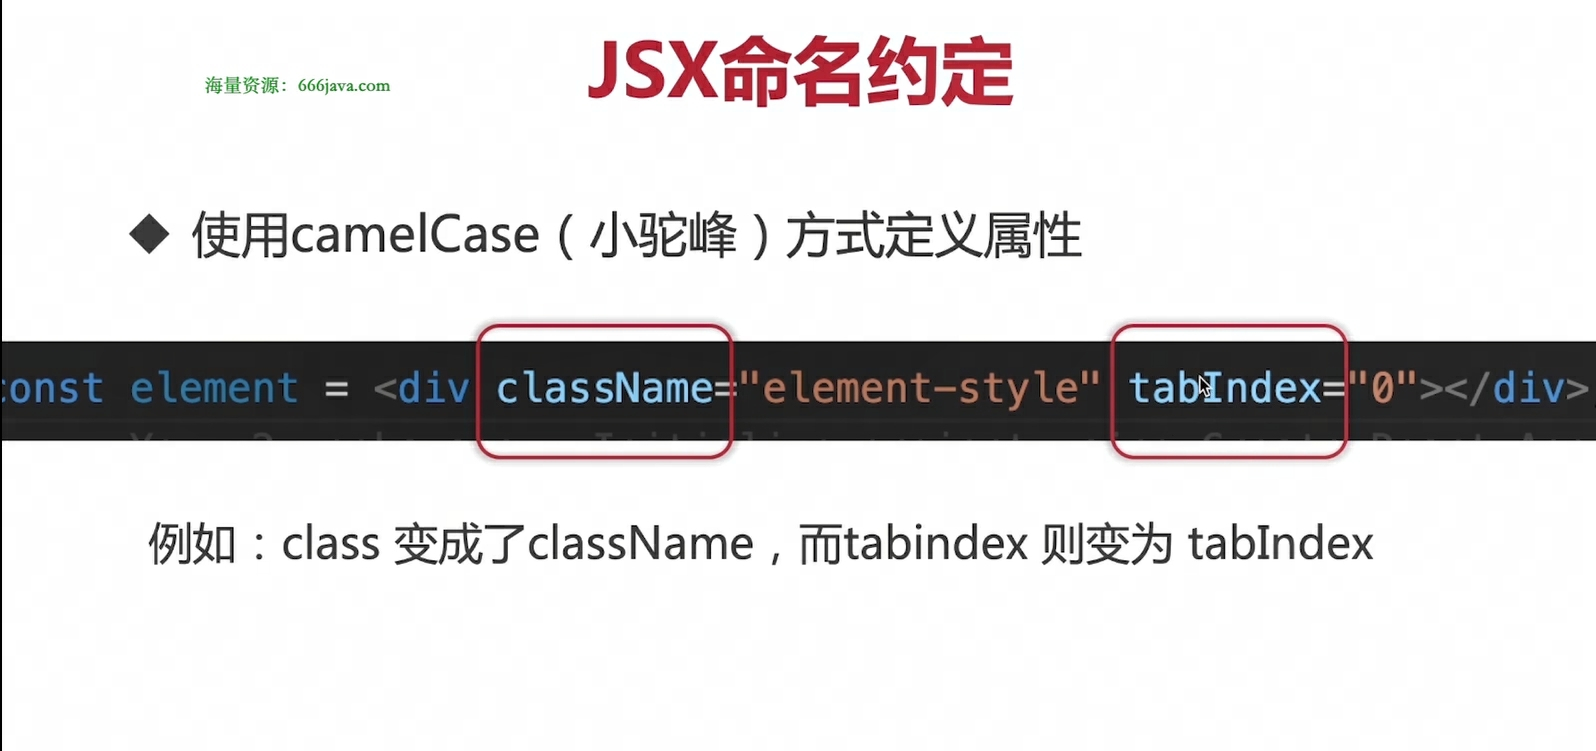 JSX命名约定
海量资源：666java.com
◆ 使用camelCase（小驼峰）方式定义属性
const element = <div className="element-style" tabIndex="0"></div>
例如：class 变成了className，而tabindex 则变为 tabIndex